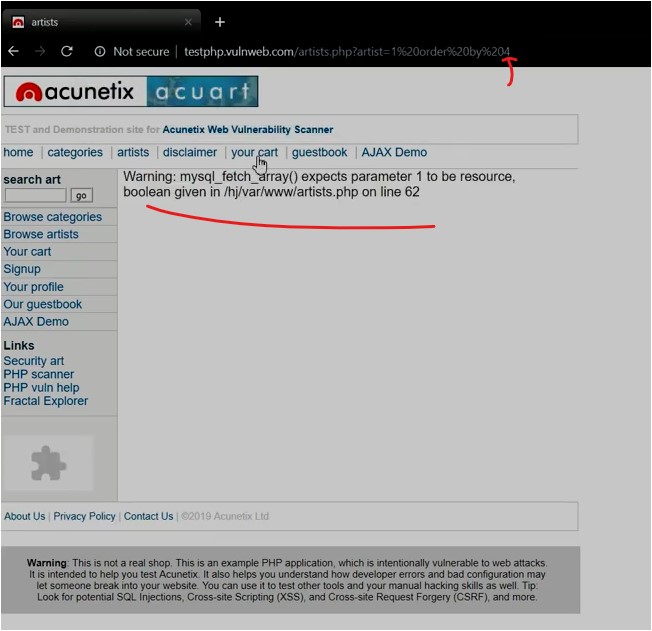 artists
Not secure | testphp.vulnweb.com/artists.php?artist=1%20order%20by%204
acunetix acuart
TEST and Demonstration site for Acunetix Web Vulnerability Scanner
home | categories | artists | disclaimer | your cart | guestbook | AJAX Demo
search art
go
Browse categories
Browse artists
Your cart
Signup
Your profile
Our guestbook
AJAX Demo
Links
Security art
PHP scanner
PHP vuln help
Fractal Explorer
Warning: mysql_fetch_array() expects parameter 1 to be resource,
boolean given in /hj/var/www/artists.php on line 62
About Us | Privacy Policy | Contact Us | ©2019 Acunetix Ltd
Warning: This is not a real shop. This is an example PHP application, which is intentionally vulnerable to web attacks.
It is intended to help you test Acunetix. It also helps you understand how developer errors and bad configuration may
let someone break into your website. You can use it to test other tools and your manual hacking skills as well. Tip:
Look for potential SQL Injections, Cross-site Scripting (XSS), and Cross-site Request Forgery (CSRF), and more.